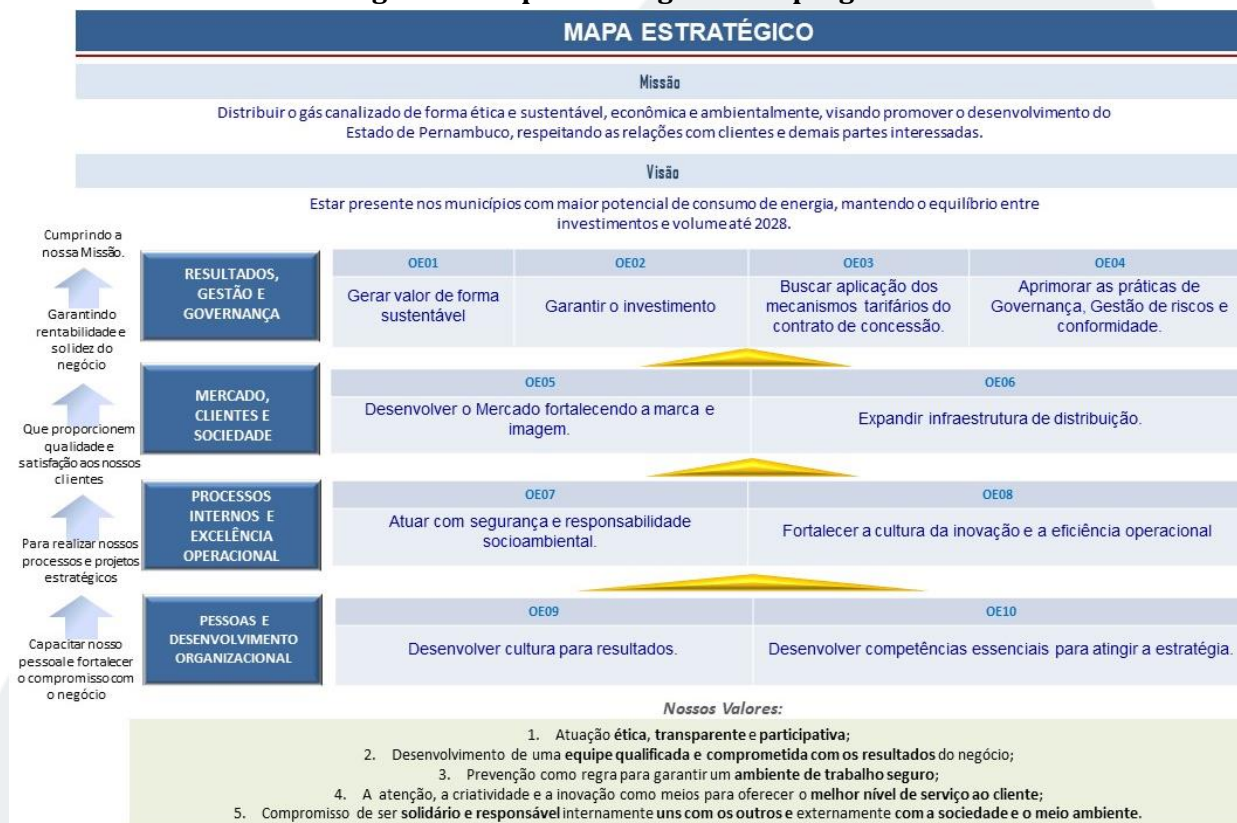 MAPA ESTRATÉGICO
Missão
Distribuir o gás canalizado de forma ética e sustentável, econômica e ambientalmente, visando promover o desenvolvimento do
Estado de Pernambuco, respeitando as relações com clientes e demais partes interessadas.
Visão
Estar presente nos municípios com maior potencial de consumo de energia, mantendo o equilíbrio entre
investimentos e volume até 2028.
Cumprindo a
nossa Missão.
Garantindo
rentabilidade e
solidez do
negócio
RESULTADOS,
GESTÃO E
GOVERNANÇA
OE01
Gerar valor de forma
sustentável
OE02
Garantir o investimento
OE03
Buscar aplicação dos
mecanismos tarifários do
contrato de concessão.
OE04
Aprimorar as práticas de
Governança, Gestão de riscos e
conformidade.
Que proporcionem
qualidade e
satisfação aos nossos
clientes
MERCADO,
CLIENTES E
SOCIEDADE
OE05
Desenvolver o Mercado fortalecendo a marca e
imagem.
OE06
Expandir infraestrutura de distribuição.
Para realizar nossos
processos e projetos
estratégicos
PROCESSOS
INTERNOS E
EXCELÊNCIA
OPERACIONAL
OE07
Atuar com segurança e responsabilidade
socioambiental.
OE08
Fortalecer a cultura da inovação e a eficiência operacional
Capacitar nosso
pessoal e fortalecer
o compromisso com
o negócio
PESSOAS E
DESENVOLVIMENTO
ORGANIZACIONAL
OE09
Desenvolver cultura para resultados.
OE10
Desenvolver competências essenciais para atingir a estratégia.
Nossos Valores:
1. Atuação ética, transparente e participativa;
2. Desenvolvimento de uma equipe qualificada e comprometida com os resultados do negócio;
3. Prevenção como regra para garantir um ambiente de trabalho seguro;
4. A atenção, a criatividade e a inovação como meios para oferecer o melhor nível de serviço ao cliente;
5. Compromisso de ser solidário e responsável internamente uns com os outros e externamente com a sociedade e o meio ambiente.